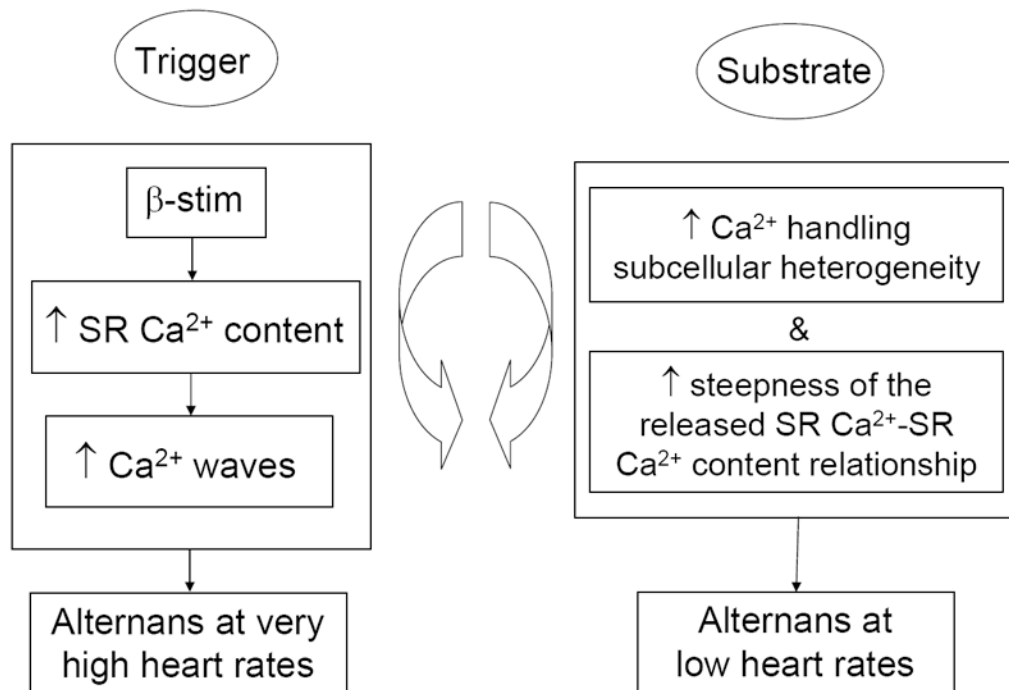 Trigger
β-stim
↑ SR Ca²⁺ content
↑ Ca²⁺ waves
Alternans at very
high heart rates
Substrate
↑ Ca²⁺ handling
subcellular heterogeneity
&
↑ steepness of the
released SR Ca²⁺-SR
Ca²⁺ content relationship
Alternans at
low heart rates